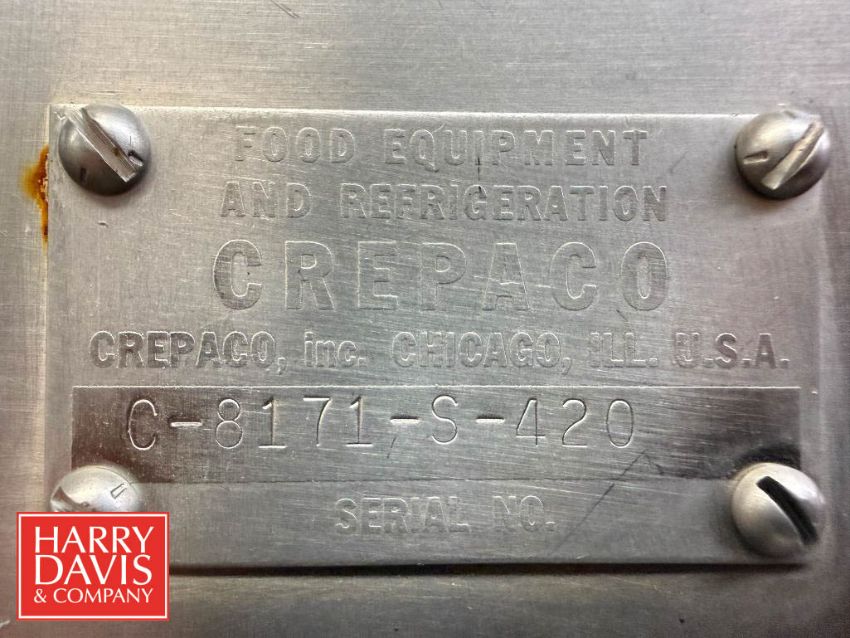 FOOD EQUIPMENT
AND REFRIGERATION
CREPACO
CREPACO, inc. CHICAGO, ILL. U.S.A.
C-8171-S-420
SERIAL NO.
HARRY
DAVIS
& COMPANY